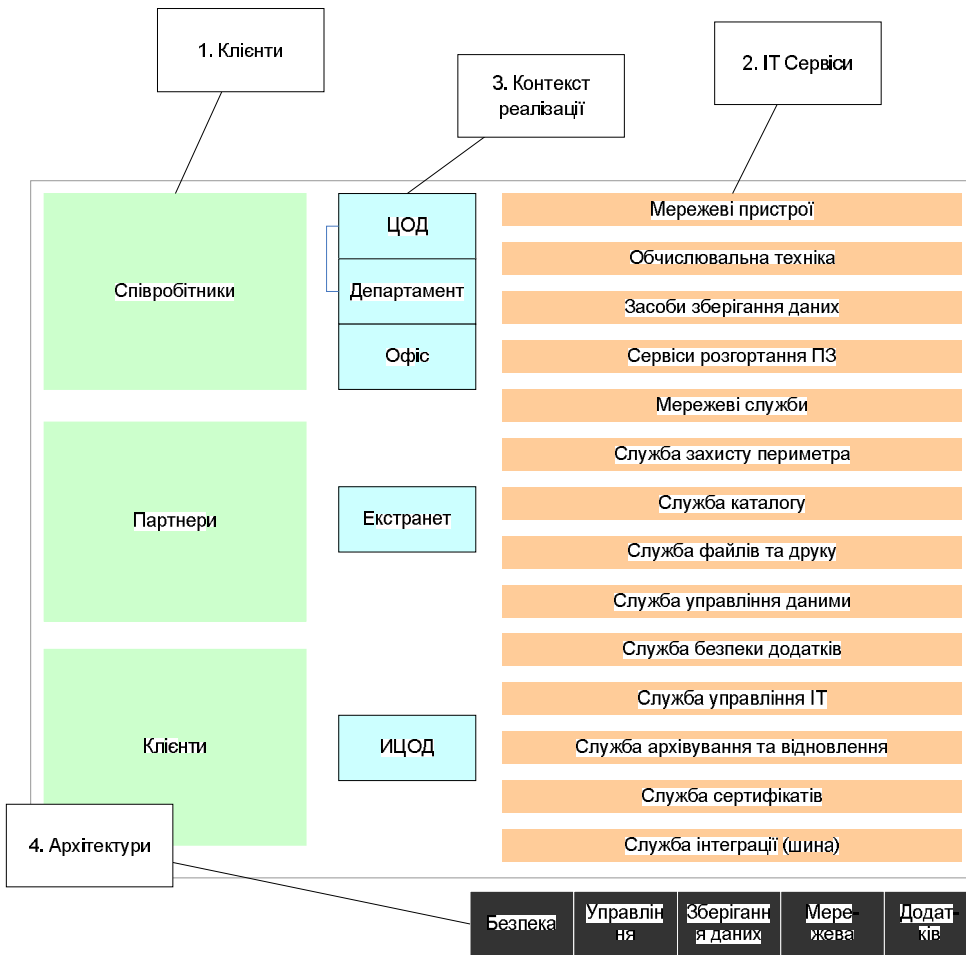 1. Клієнти
3. Контекст
реалізації
2. ІТ Сервіси
Співробітники
ЦОД
Департамент
Офіс
Мережеві пристрої
Обчислювальна техніка
Засоби зберігання даних
Сервіси розгортання ПЗ
Мережеві служби
Служба захисту периметра
Партнери
Екстранет
Служба каталогу
Служба файлів та друку
Служба управління даними
Служба безпеки додатків
Клієнти
ИЦОД
Служба управління ІТ
Служба архівування та відновлення
Служба сертифікатів
Служба інтеграції (шина)
4. Архітектури
Безпека
Управлін
ня
Зберіганн
я даних
Мере-
жева
Додат-
ків